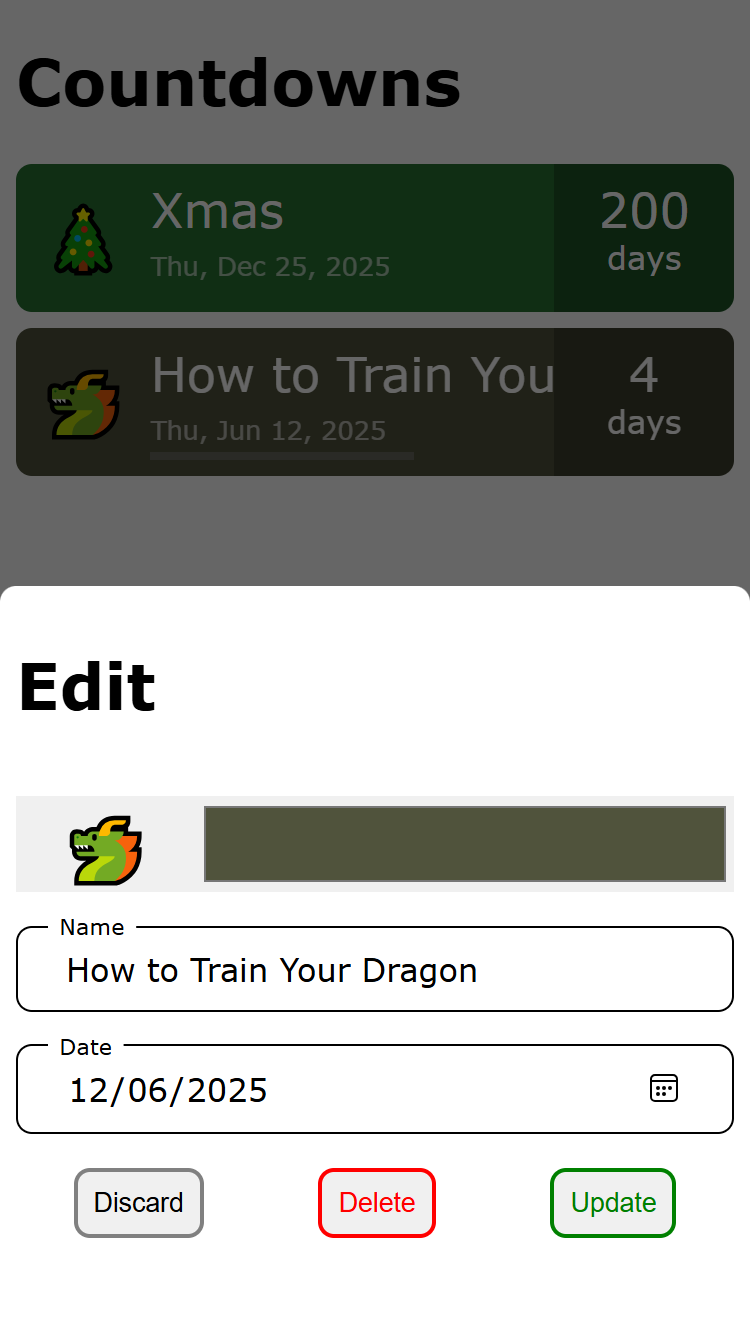 Countdowns
Xmas
Thu, Dec 25, 2025
200
days
How to Train You
Thu, Jun 12, 2025
4
days
Edit
Name
How to Train Your Dragon
Date
12/06/2025
Discard
Delete
Update